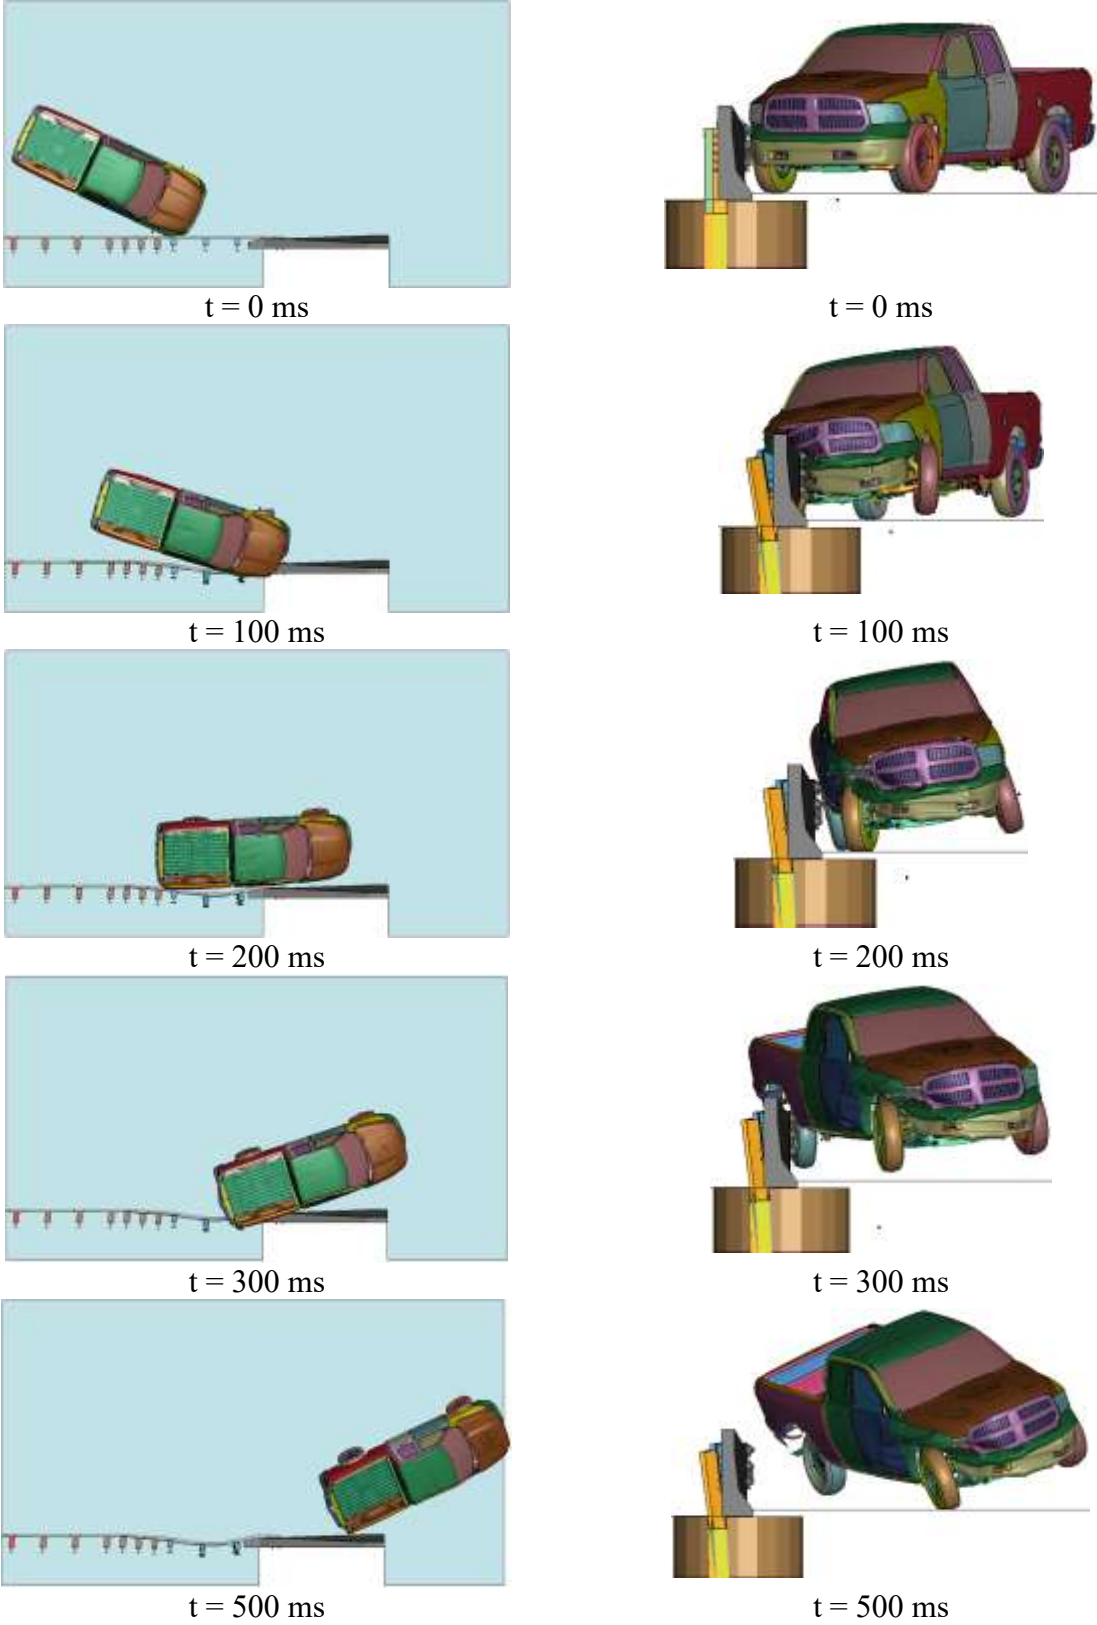 t = 0 ms
t = 0 ms
t = 100 ms
t = 100 ms
t = 200 ms
t = 200 ms
t = 300 ms
t = 300 ms
t = 500 ms
t = 500 ms